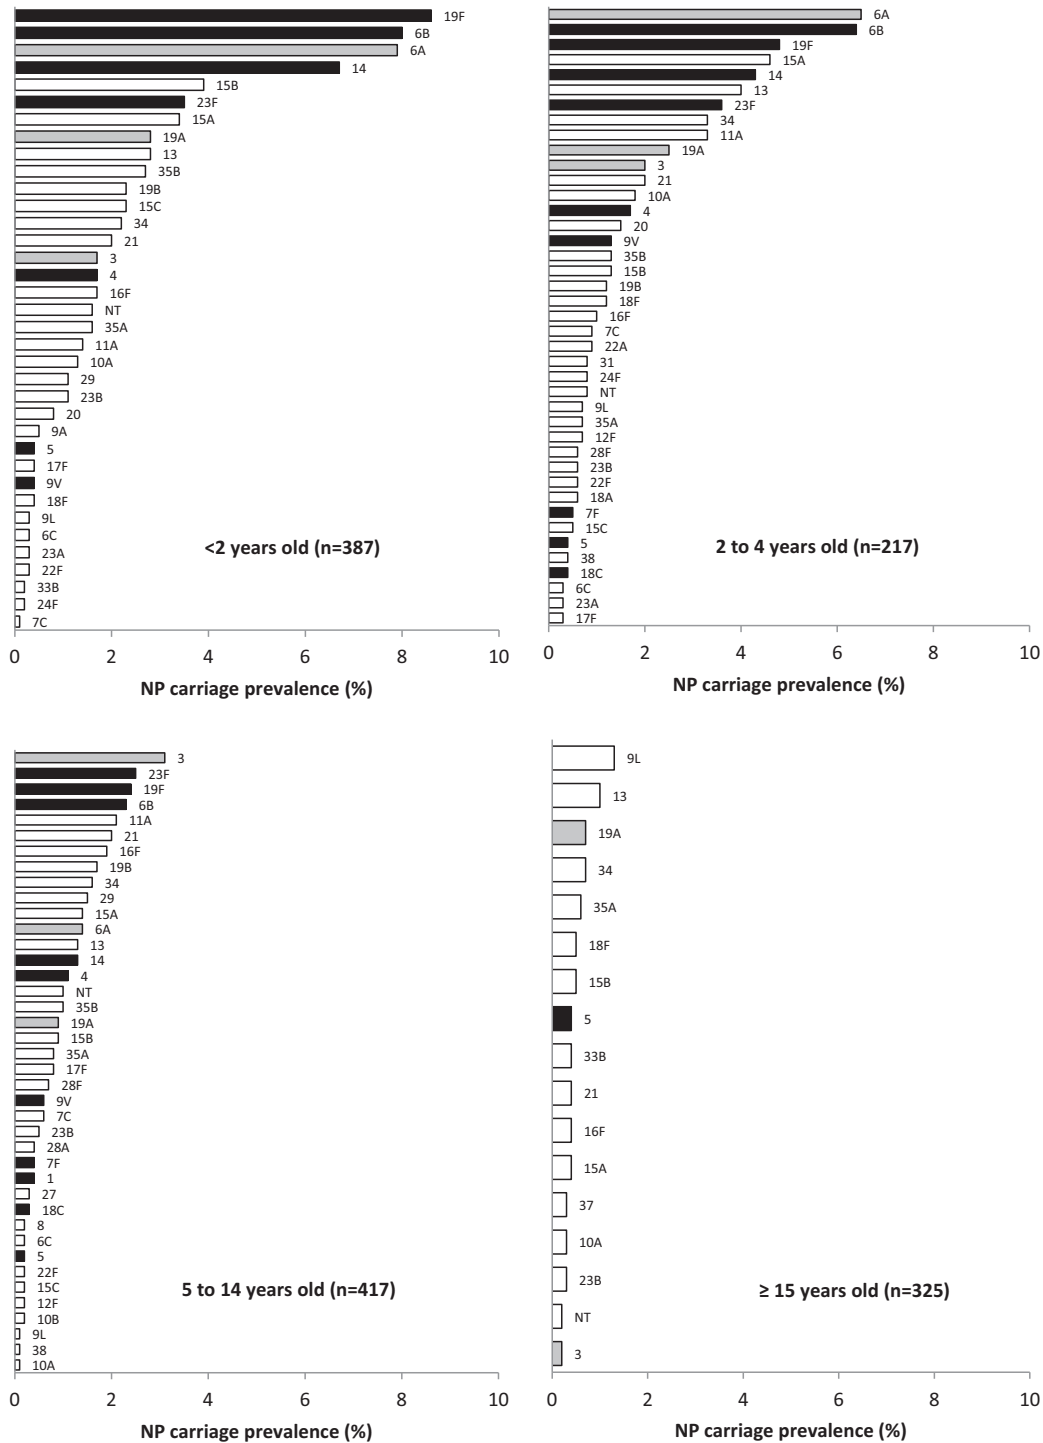 19F
6B
6A
14
15B
23F
15A
19A
13
35B
19B
15C
34
21
3
4
16F
NT
35A
11A
10A
29
23B
20
9A
5
17F
9V
18F
9L
6C
23A
22F
33B
24F
7C
<2 years old (n=387)
0 2 4 6 8 10
NP carriage prevalence (%)
6A
6B
19F
15A
14
13
23F
34
11A
19A
3
21
10A
4
20
9V
35B
15B
19B
18F
16F
7C
22A
31
24F
NT
9L
35A
12F
28F
23B
22F
18A
7F
15C
5
38
18C
6C
23A
17F
2 to 4 years old (n=217)
0 2 4 6 8 10
NP carriage prevalence (%)
3
23F
19F
6B
11A
21
16F
19B
34
29
15A
6A
13
14
4
NT
35B
19A
15B
35A
17F
28F
9V
7C
23B
28A
7F
1
27
18C
8
6C
5
22F
15C
12F
10B
9L
38
10A
5 to 14 years old (n=417)
0 2 4 6 8 10
NP carriage prevalence (%)
9L
13
19A
34
35A
18F
15B
5
33B
21
16F
15A
37
10A
23B
NT
3
≥ 15 years old (n=325)
0 2 4 6 8 10
NP carriage prevalence (%)